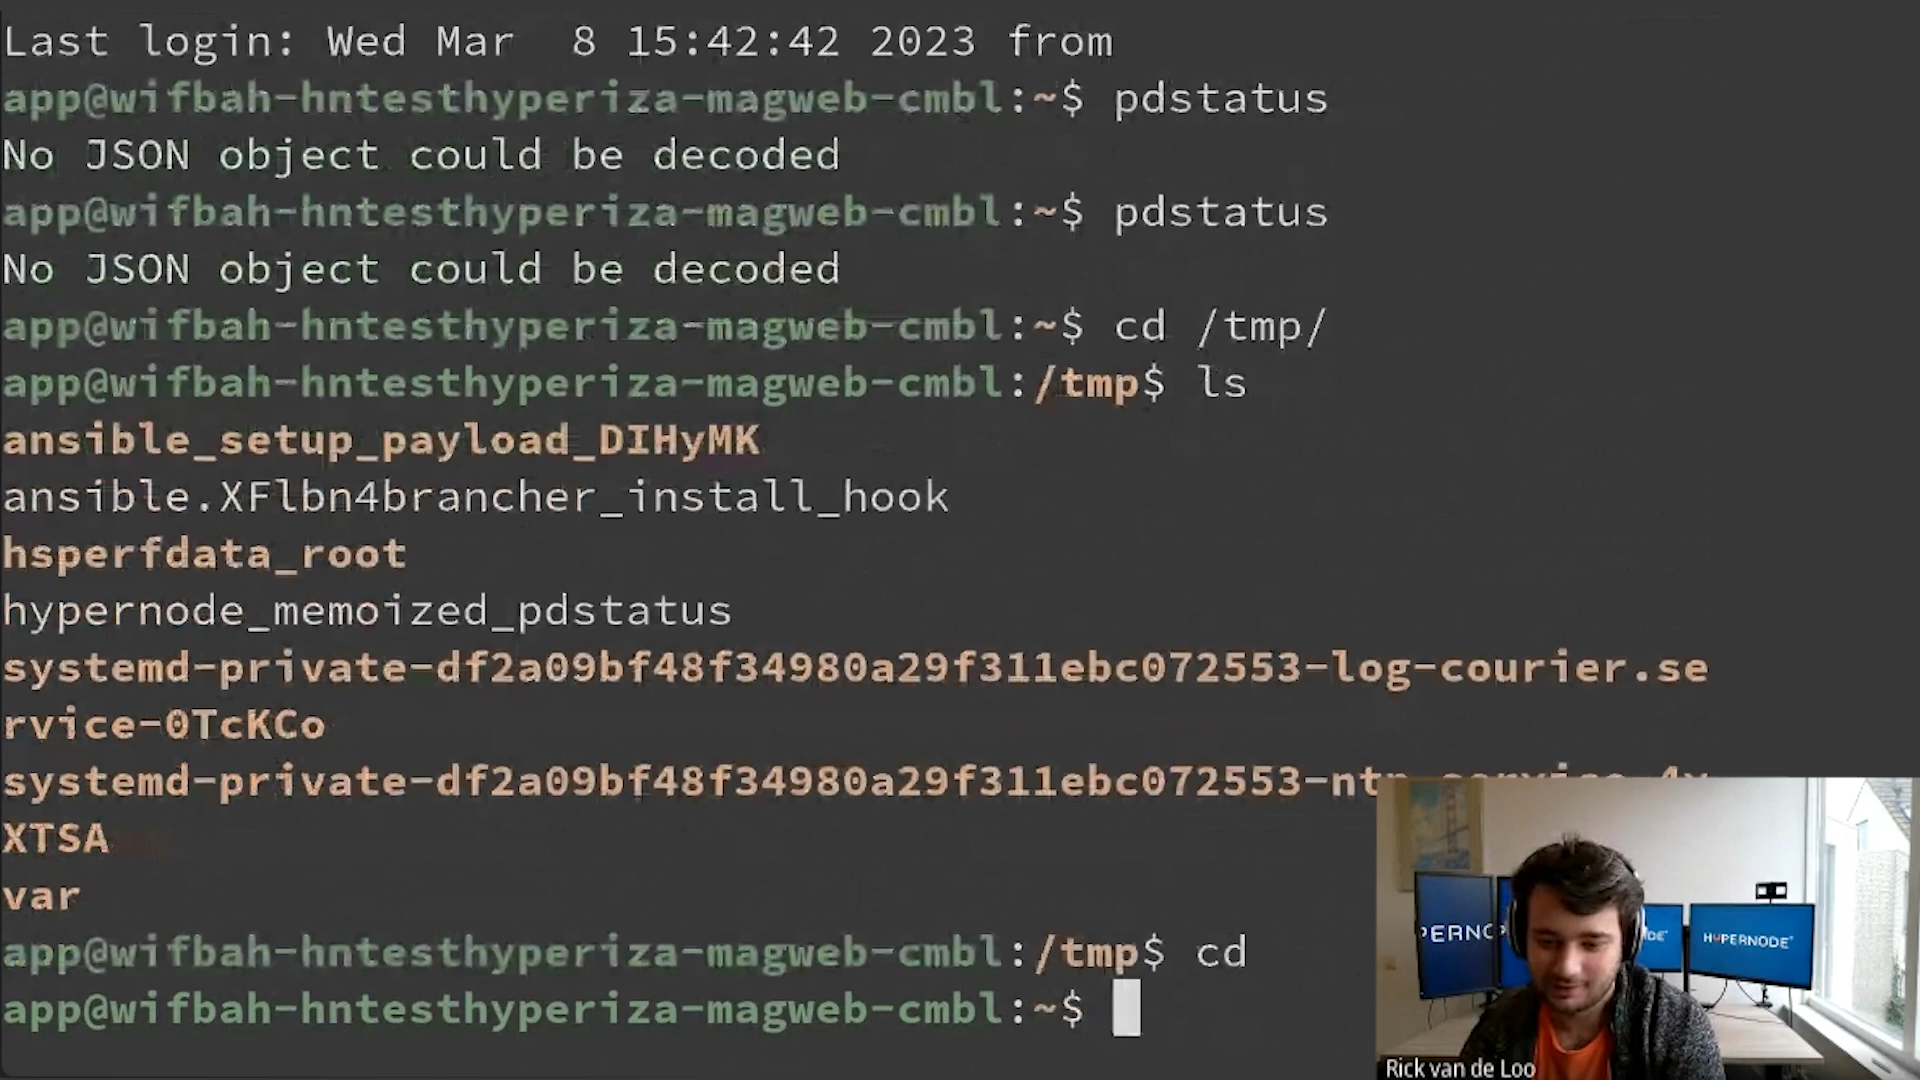 Last login: Wed Mar  8 15:42:42 2023 from
app@wifbah-hntesthyperiza-magweb-cmbl:~$ pdstatus
No JSON object could be decoded
app@wifbah-hntesthyperiza-magweb-cmbl:~$ pdstatus
No JSON object could be decoded
app@wifbah-hntesthyperiza-magweb-cmbl:~$ cd /tmp/
app@wifbah-hntesthyperiza-magweb-cmbl:/tmp$ ls
ansible_setup_payload_DIHyMK
ansible.XFlbn4brancher_install_hook
hsperfdata_root
hypernode_memoized_pdstatus
systemd-private-df2a09bf48f34980a29f311ebc072553-log-courier.se
rvice-0TcKCo
systemd-private-df2a09bf48f34980a29f311ebc072553-ntp.service-4x
XTSA
var
app@wifbah-hntesthyperiza-magweb-cmbl:/tmp$ cd
app@wifbah-hntesthyperiza-magweb-cmbl:~$
HYPERNODE
Rick van de Loo